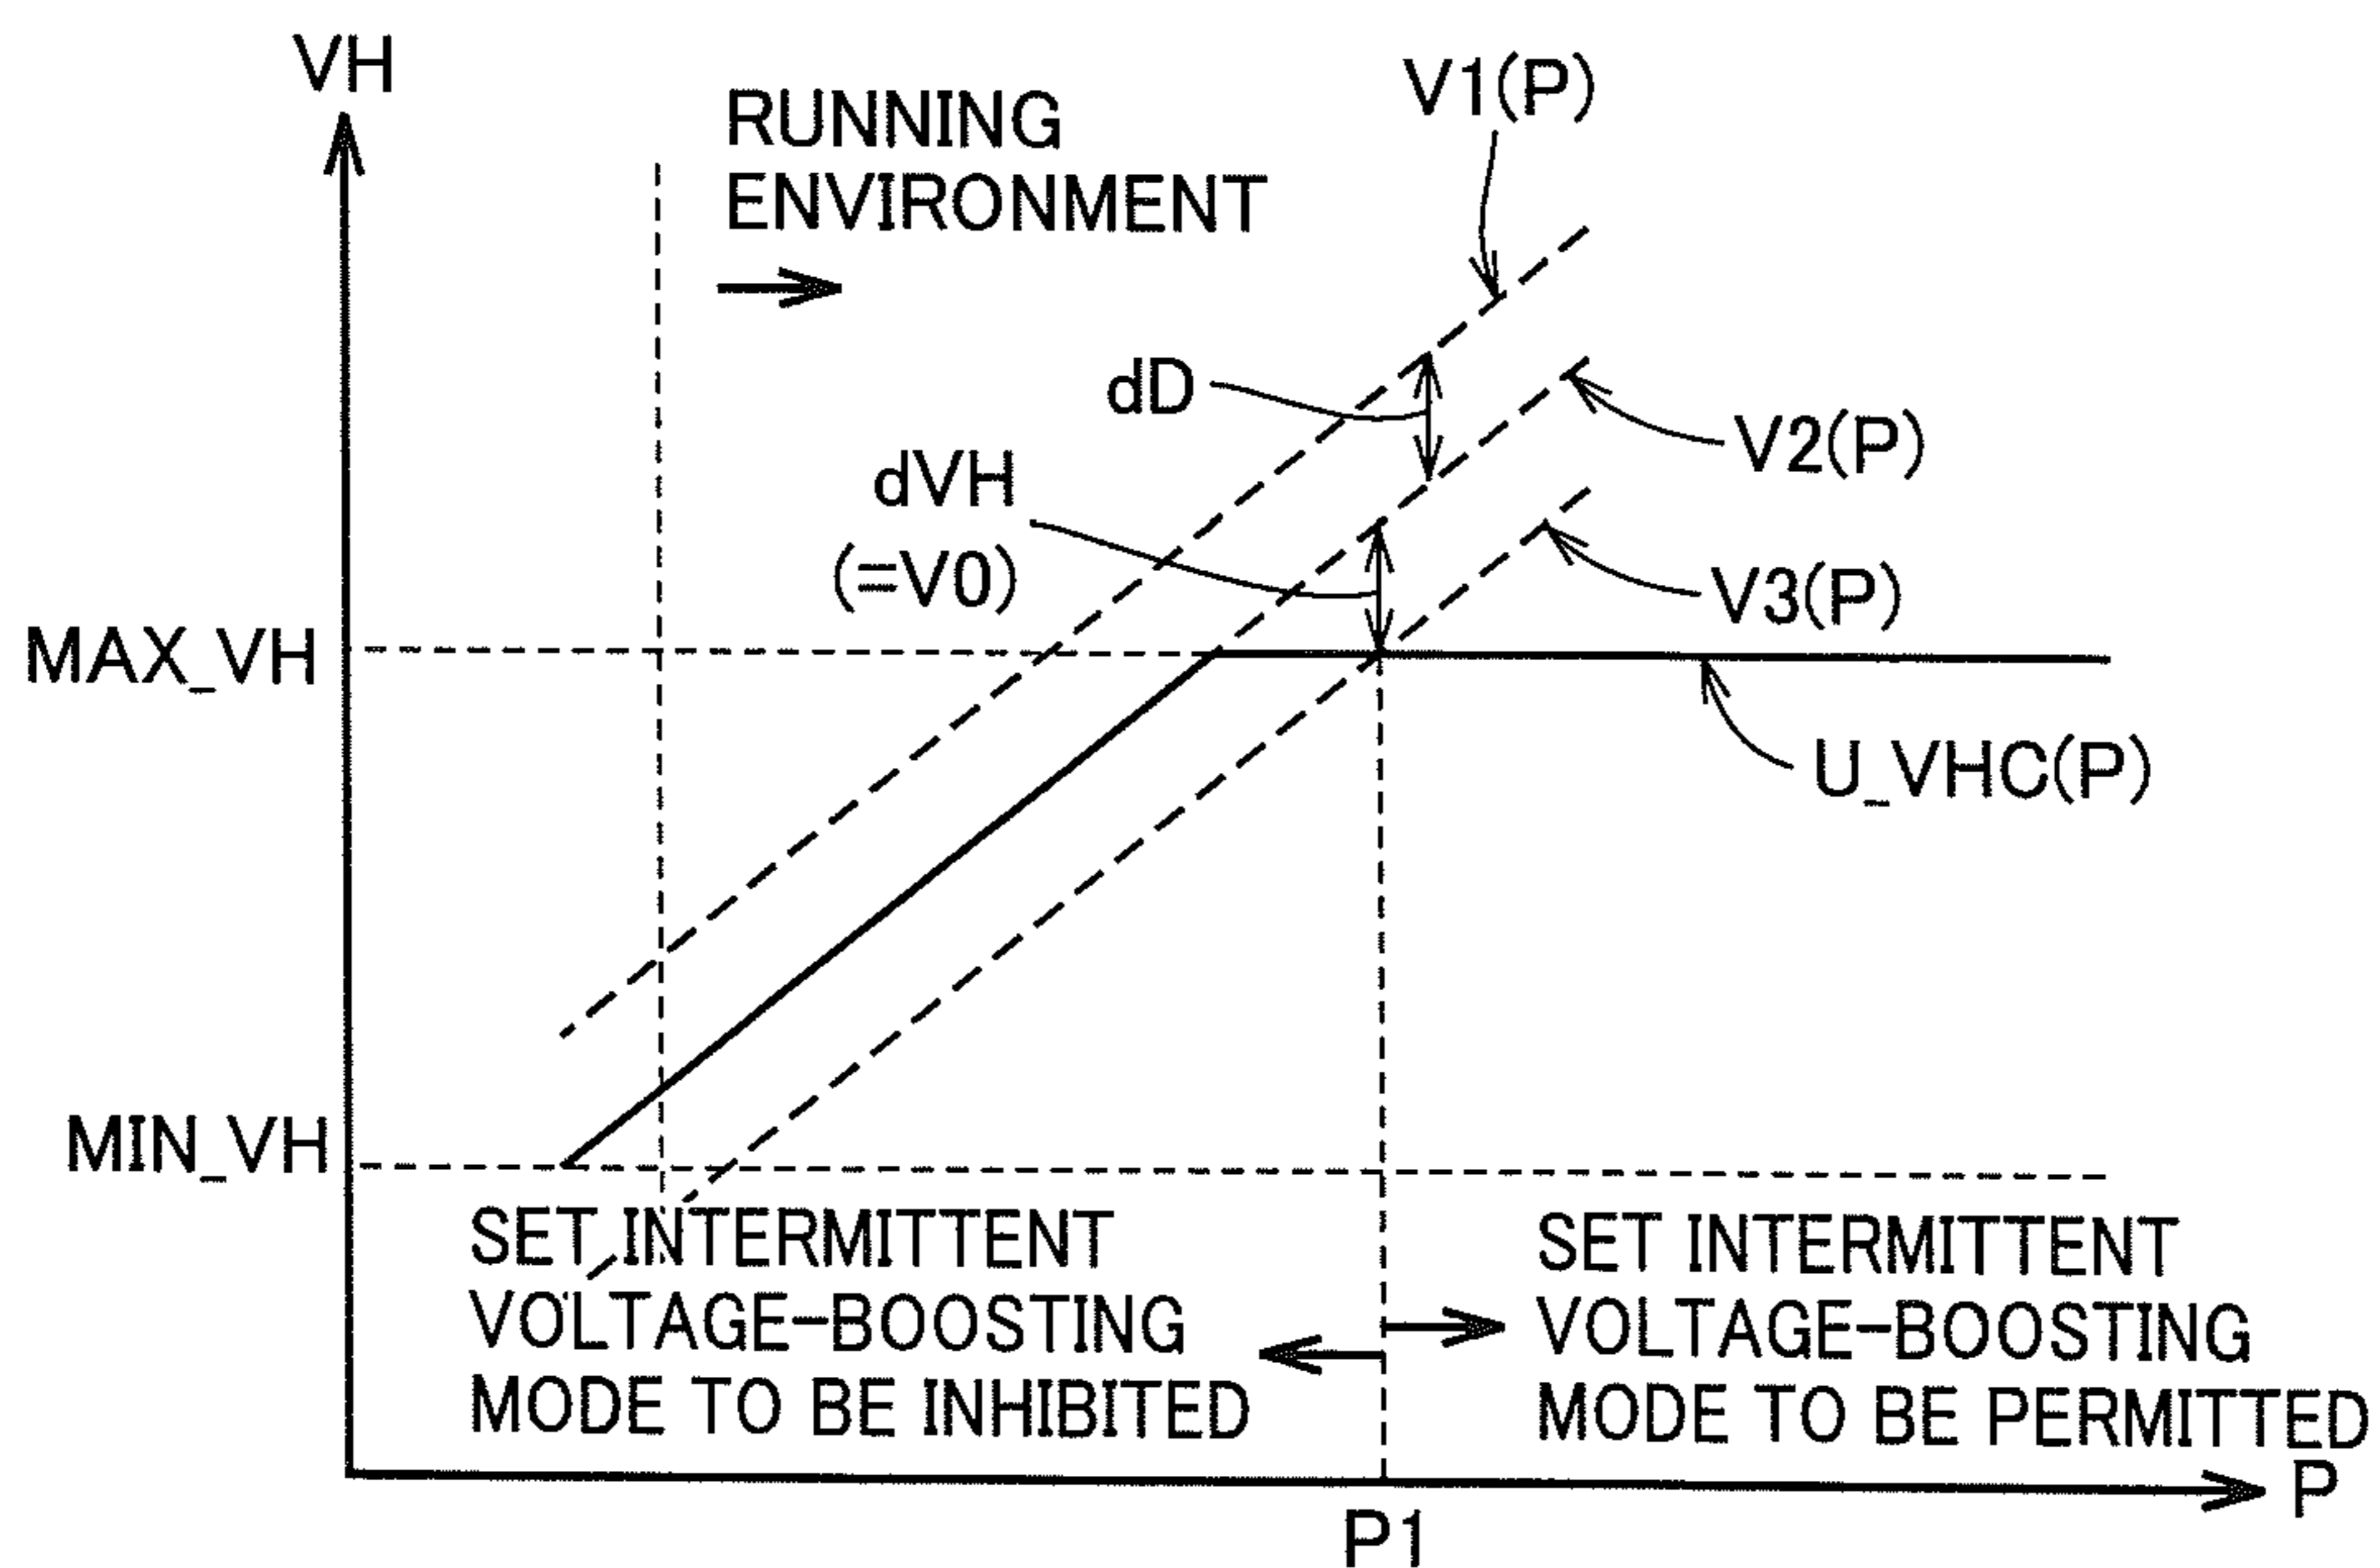 VH
RUNNING
ENVIRONMENT
V1(P)
dD
V2(P)
dVH
(=V0)
V3(P)
MAX_VH
U_VHC(P)
MIN_VH
SET INTERMITTENT
VOLTAGE-BOOSTING
MODE TO BE INHIBITED
SET INTERMITTENT
VOLTAGE-BOOSTING
MODE TO BE PERMITTED
P
P1